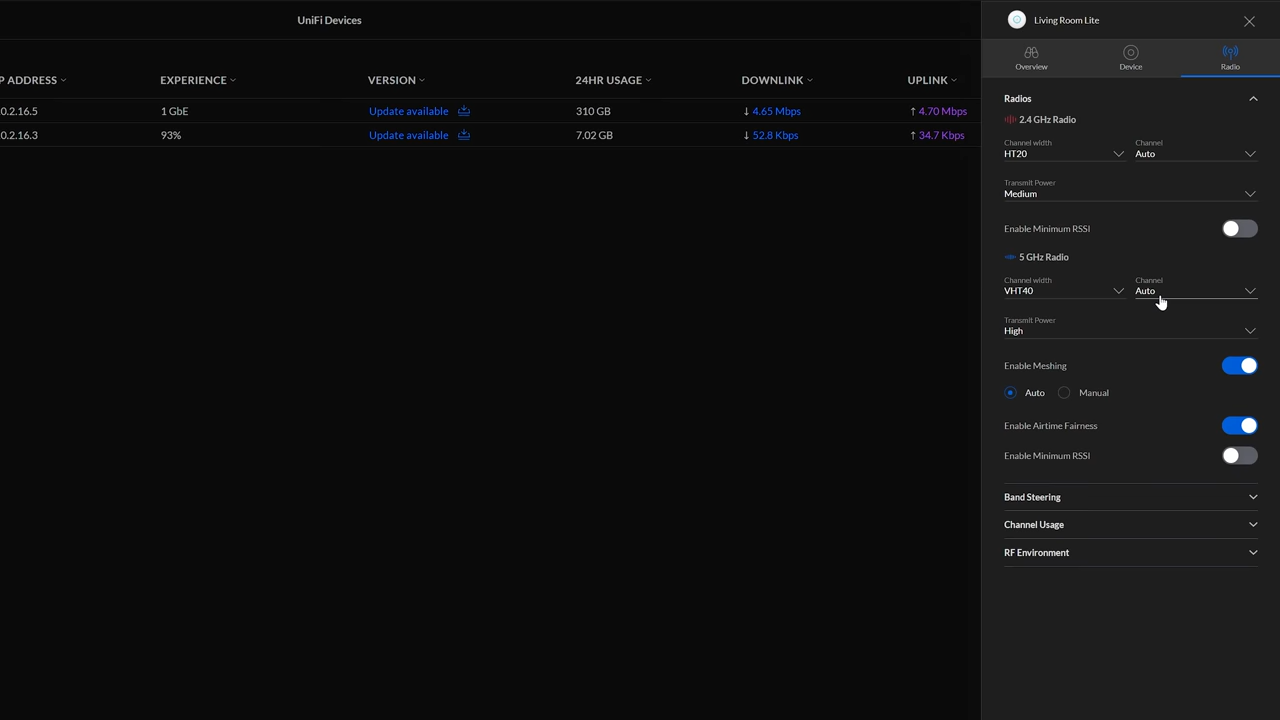 UniFi Devices
P ADDRESS EXPERIENCE VERSION 24HR USAGE DOWNLINK UPLINK
0.2.16.5 1 GbE Update available 310 GB ↓ 4.65 Mbps ↑ 4.70 Mbps
0.2.16.3 93% Update available 7.02 GB ↓ 52.8 Kbps ↑ 34.7 Kbps
Living Room Lite
Overview Device Radio
Radios
2.4 GHz Radio
Channel width Channel
HT20 Auto
Transmit Power
Medium
Enable Minimum RSSI
5 GHz Radio
Channel width Channel
VHT40 Auto
Transmit Power
High
Enable Meshing
Auto Manual
Enable Airtime Fairness
Enable Minimum RSSI
Band Steering
Channel Usage
RF Environment